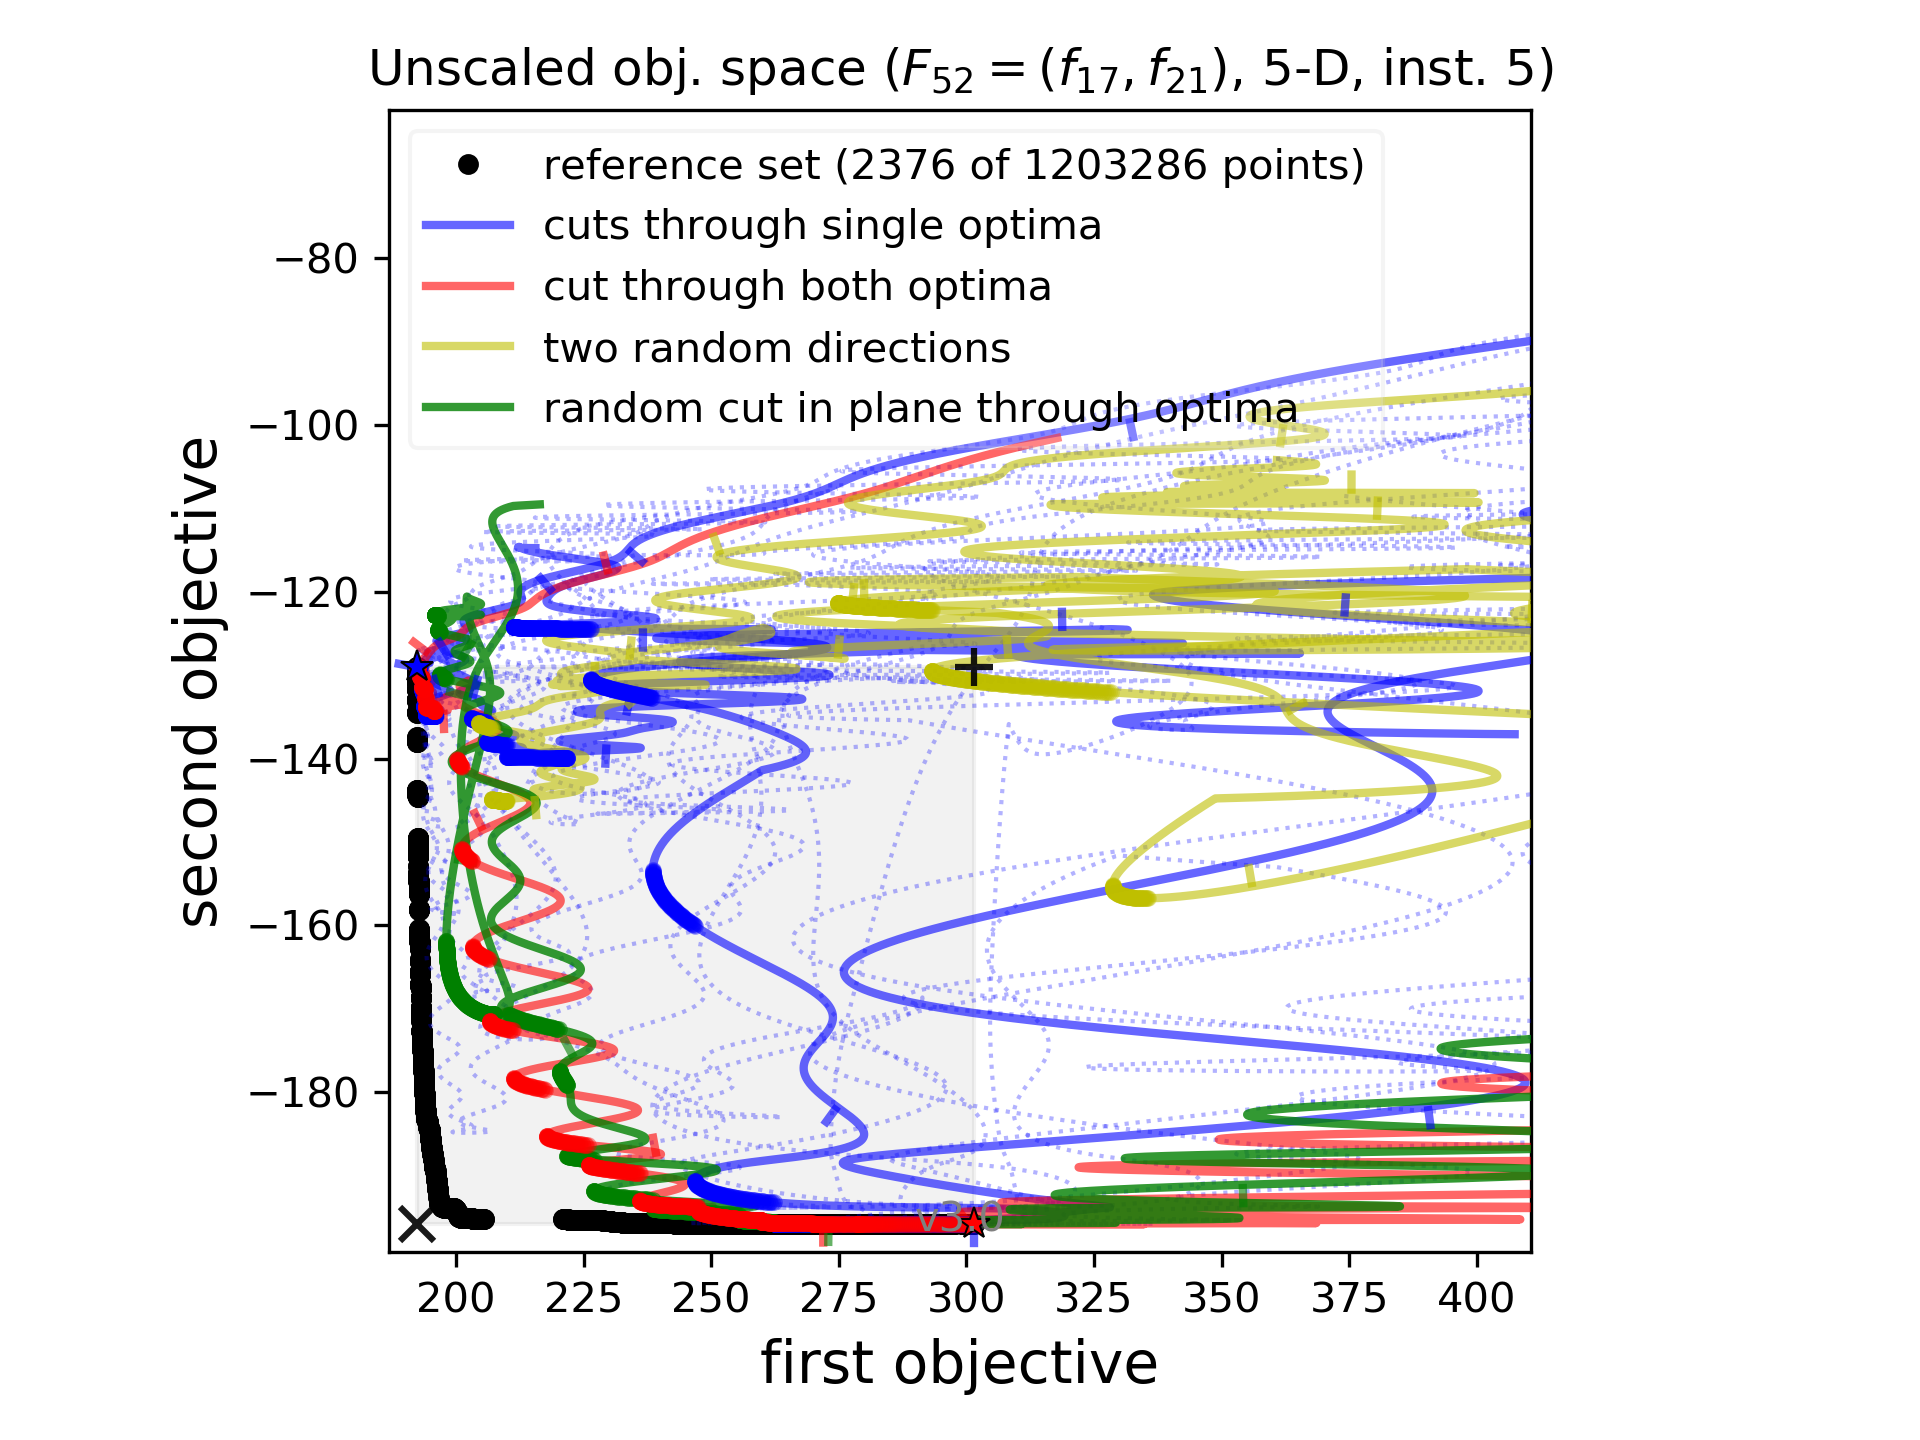 Unscaled obj. space (F₅₂ = (f₁₇, f₂₁), 5-D, inst. 5)
reference set (2376 of 1203286 points)
cuts through single optima
cut through both optima
two random directions
random cut in plane through optima
second objective
−80
−100
−120
−140
−160
−180
v3.0
200 225 250 275 300 325 350 375 400
first objective